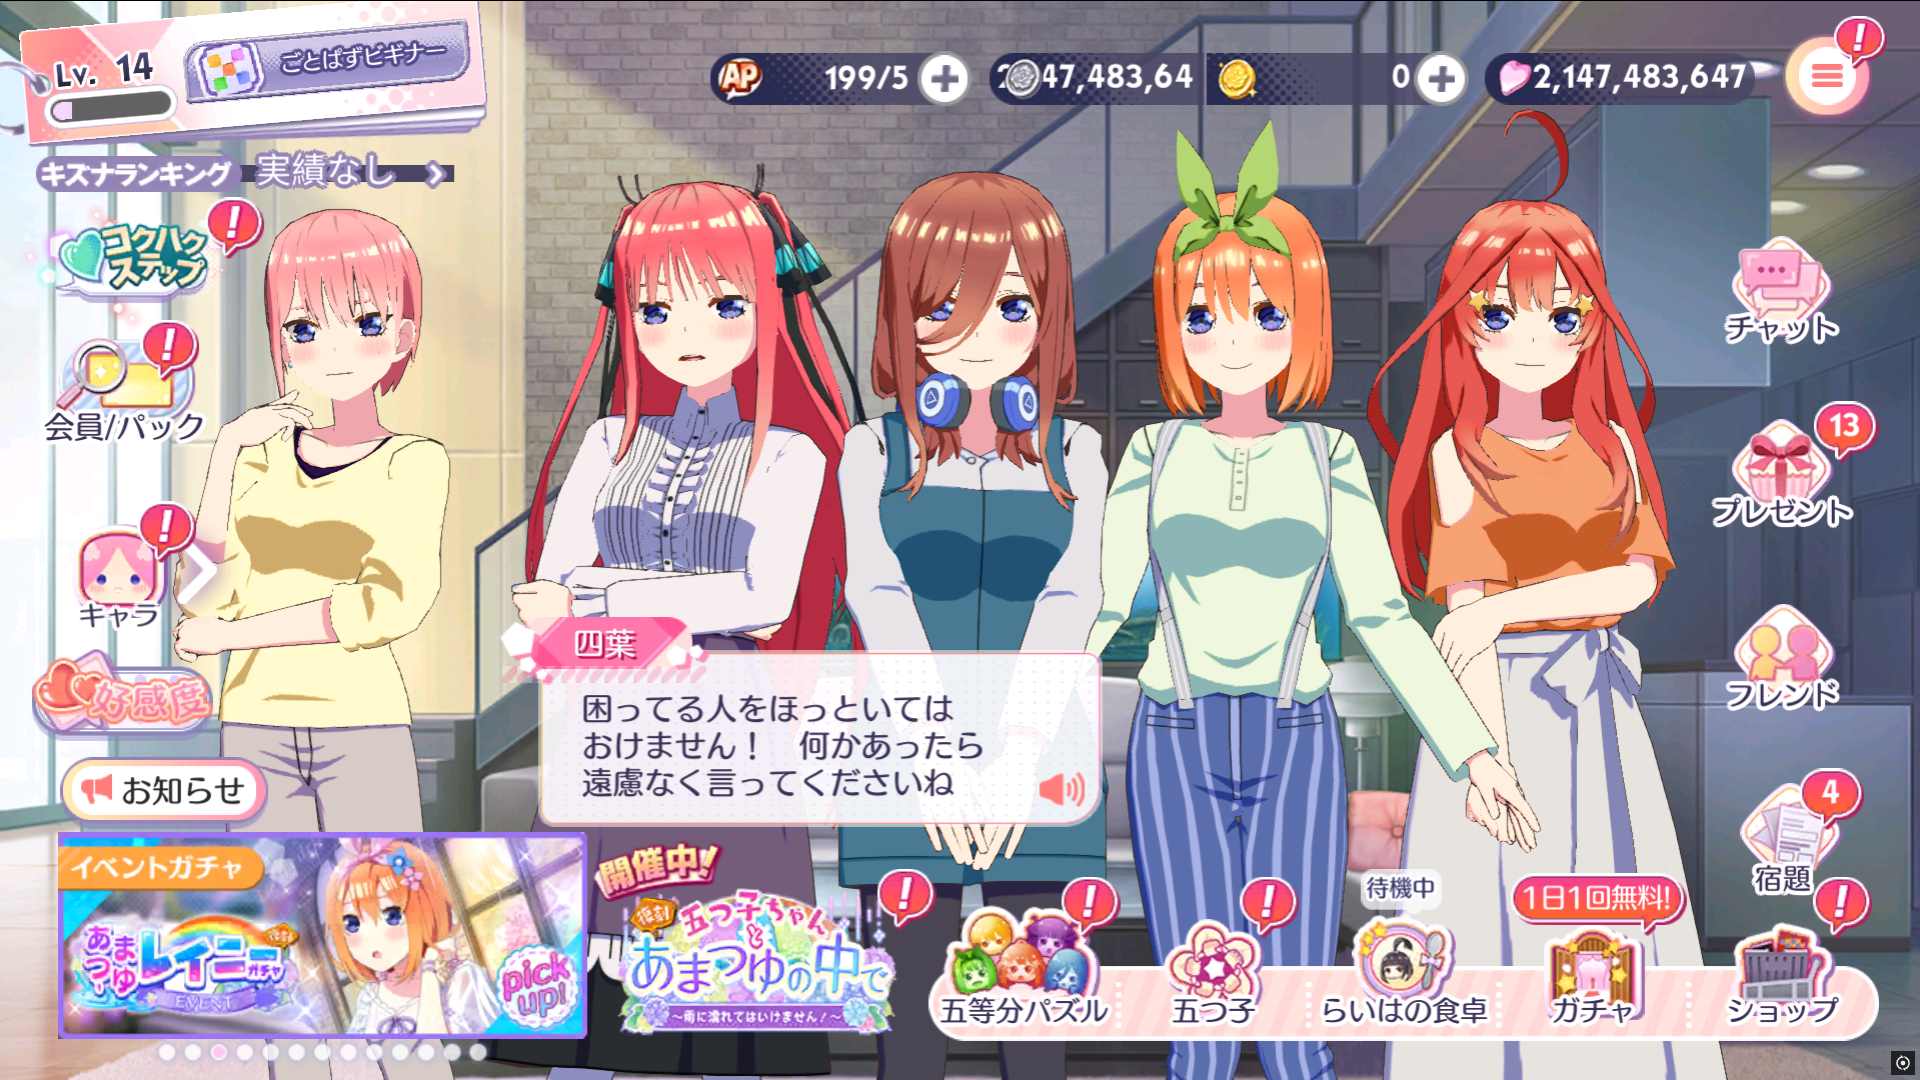 Lv. 14
ごとぱずビギナー
AP
199/5
247,483,64
0
2,147,483,647
キズナランキング
実績なし
コクハク
ステップ
会員/パック
キャラ
好感度
お知らせ
チャット
13
プレゼント
フレンド
4
宿題
四葉
困ってる人をほっといては
おけません！ 何かあったら
遠慮なく言ってくださいね
イベントガチャ
あまつゆ
レイニー
ガチャ
復刻
EVENT
pick
up!
開催中!
復刻
五つ子ちゃん
と
あまつゆの中で
～雨に濡れてはいけません！～
五等分パズル
五つ子
待機中
らいはの食卓
1日1回無料!
ガチャ
ショップ